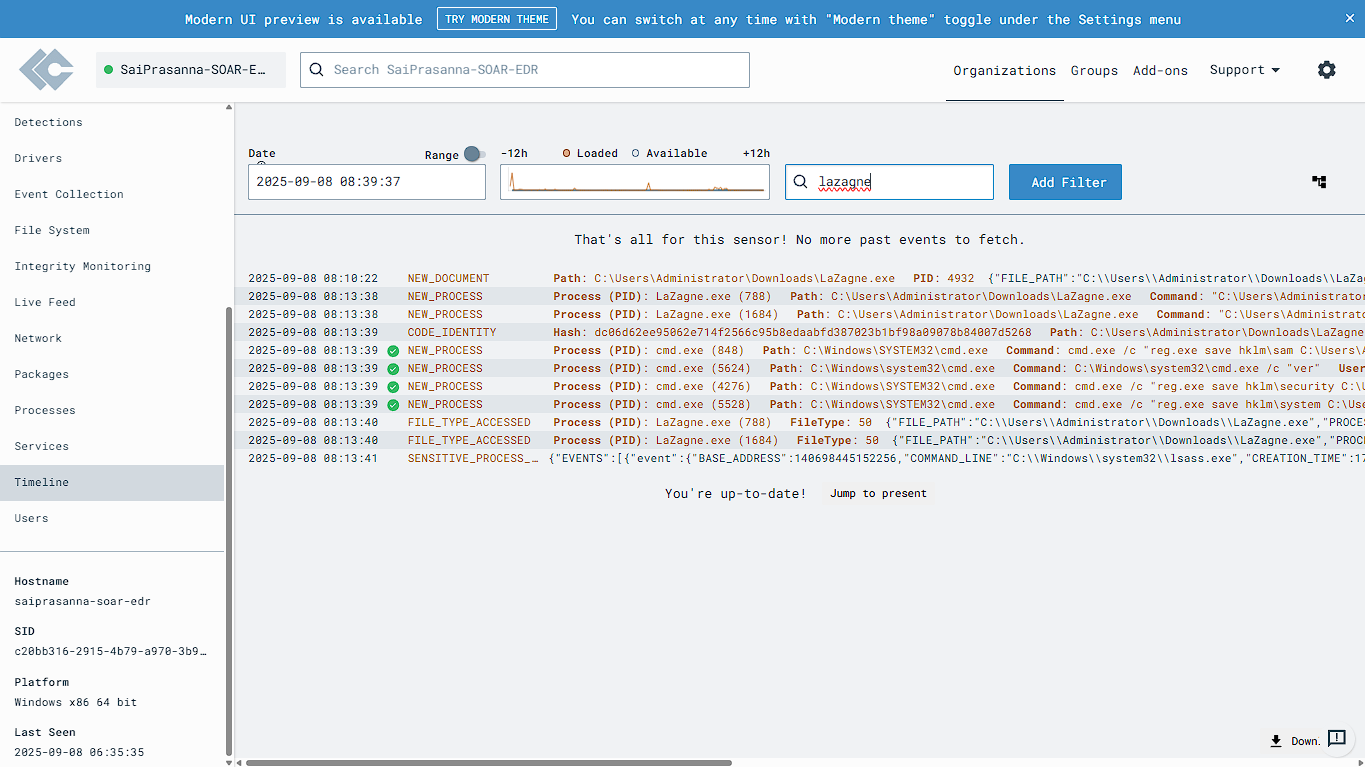 Modern UI preview is available TRY MODERN THEME You can switch at any time with "Modern theme" toggle under the Settings menu
SaiPrasanna-SOAR-E… Search SaiPrasanna-SOAR-EDR Organizations Groups Add-ons Support
Detections
Drivers
Event Collection
File System
Integrity Monitoring
Live Feed
Network
Packages
Processes
Services
Timeline
Users
Hostname
saiprasanna-soar-edr
SID
c20bb316-2915-4b79-a970-3b9…
Platform
Windows x86 64 bit
Last Seen
2025-09-08 06:35:35
Date Range -12h Loaded Available +12h
2025-09-08 08:39:37 lazagne Add Filter
That's all for this sensor! No more past events to fetch.
2025-09-08 08:10:22 NEW_DOCUMENT Path: C:\Users\Administrator\Downloads\LaZagne.exe PID: 4932 {"FILE_PATH":"C:\\Users\\Administrator\\Downloads\\LaZag
2025-09-08 08:13:38 NEW_PROCESS Process (PID): LaZagne.exe (788) Path: C:\Users\Administrator\Downloads\LaZagne.exe Command: "C:\Users\Administrator
2025-09-08 08:13:38 NEW_PROCESS Process (PID): LaZagne.exe (1684) Path: C:\Users\Administrator\Downloads\LaZagne.exe Command: "C:\Users\Administrato
2025-09-08 08:13:39 CODE_IDENTITY Hash: dc06d62ee95062e714f2566c95b8edaabfd387023b1bf98a09078b84007d5268 Path: C:\Users\Administrator\Downloads\LaZagne
2025-09-08 08:13:39 NEW_PROCESS Process (PID): cmd.exe (848) Path: C:\Windows\SYSTEM32\cmd.exe Command: cmd.exe /c "reg.exe save hklm\sam C:\Users\A
2025-09-08 08:13:39 NEW_PROCESS Process (PID): cmd.exe (5624) Path: C:\Windows\system32\cmd.exe Command: C:\Windows\system32\cmd.exe /c "ver" User
2025-09-08 08:13:39 NEW_PROCESS Process (PID): cmd.exe (4276) Path: C:\Windows\SYSTEM32\cmd.exe Command: cmd.exe /c "reg.exe save hklm\security C:\U
2025-09-08 08:13:39 NEW_PROCESS Process (PID): cmd.exe (5528) Path: C:\Windows\SYSTEM32\cmd.exe Command: cmd.exe /c "reg.exe save hklm\system C:\Use
2025-09-08 08:13:40 FILE_TYPE_ACCESSED Process (PID): LaZagne.exe (788) FileType: 50 {"FILE_PATH":"C:\\Users\\Administrator\\Downloads\\LaZagne.exe","PROCES
2025-09-08 08:13:40 FILE_TYPE_ACCESSED Process (PID): LaZagne.exe (1684) FileType: 50 {"FILE_PATH":"C:\\Users\\Administrator\\Downloads\\LaZagne.exe","PROC
2025-09-08 08:13:41 SENSITIVE_PROCESS_… {"EVENTS":[{"event":{"BASE_ADDRESS":140698445152256,"COMMAND_LINE":"C:\\Windows\\system32\\lsass.exe","CREATION_TIME":17
You're up-to-date! Jump to present
Down.